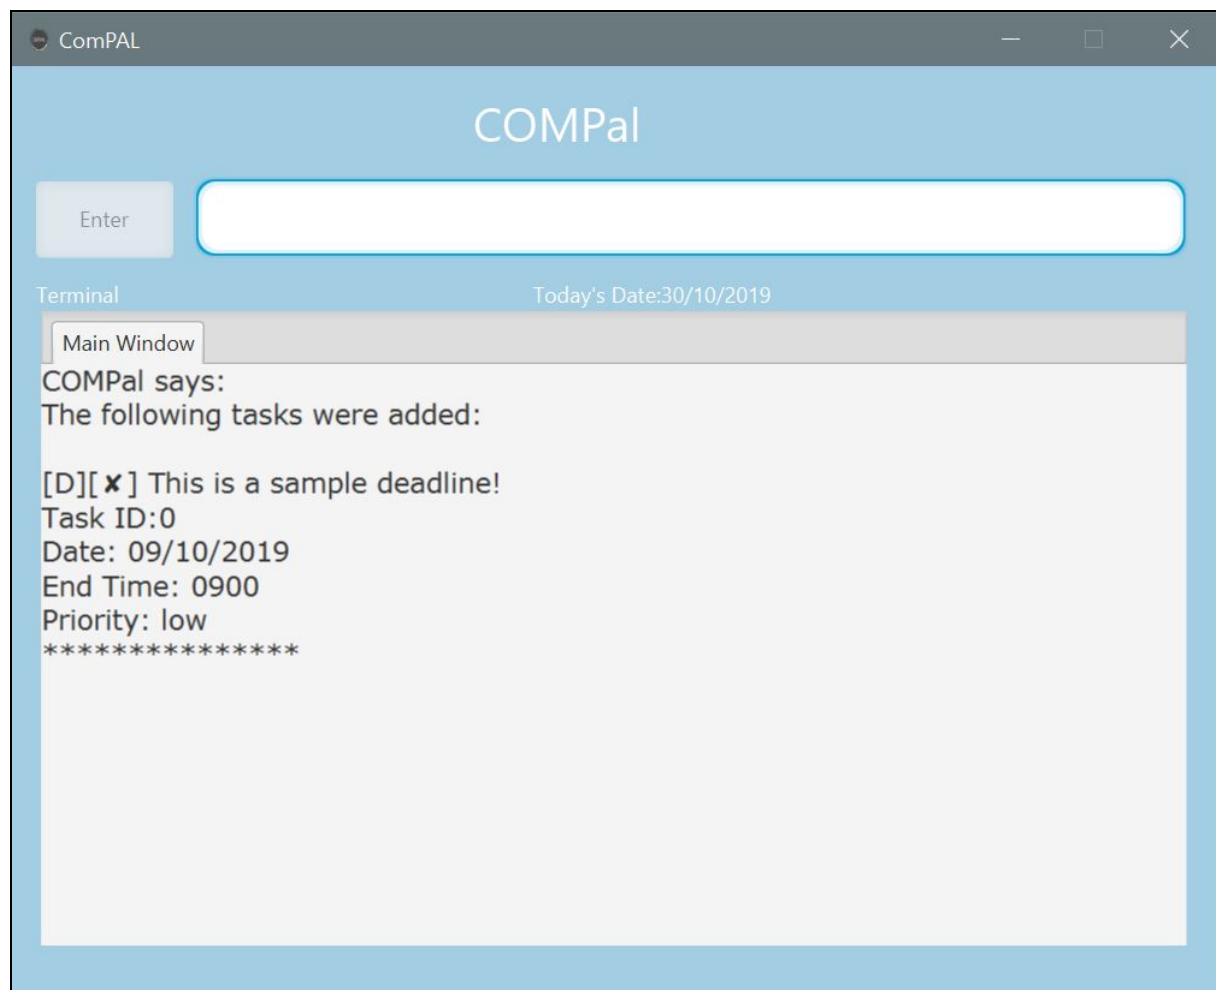 ComPAL
COMPal
Enter
Terminal Today's Date:30/10/2019
Main Window
COMPal says:
The following tasks were added:
[D][✘] This is a sample deadline!
Task ID:0
Date: 09/10/2019
End Time: 0900
Priority: low
***************